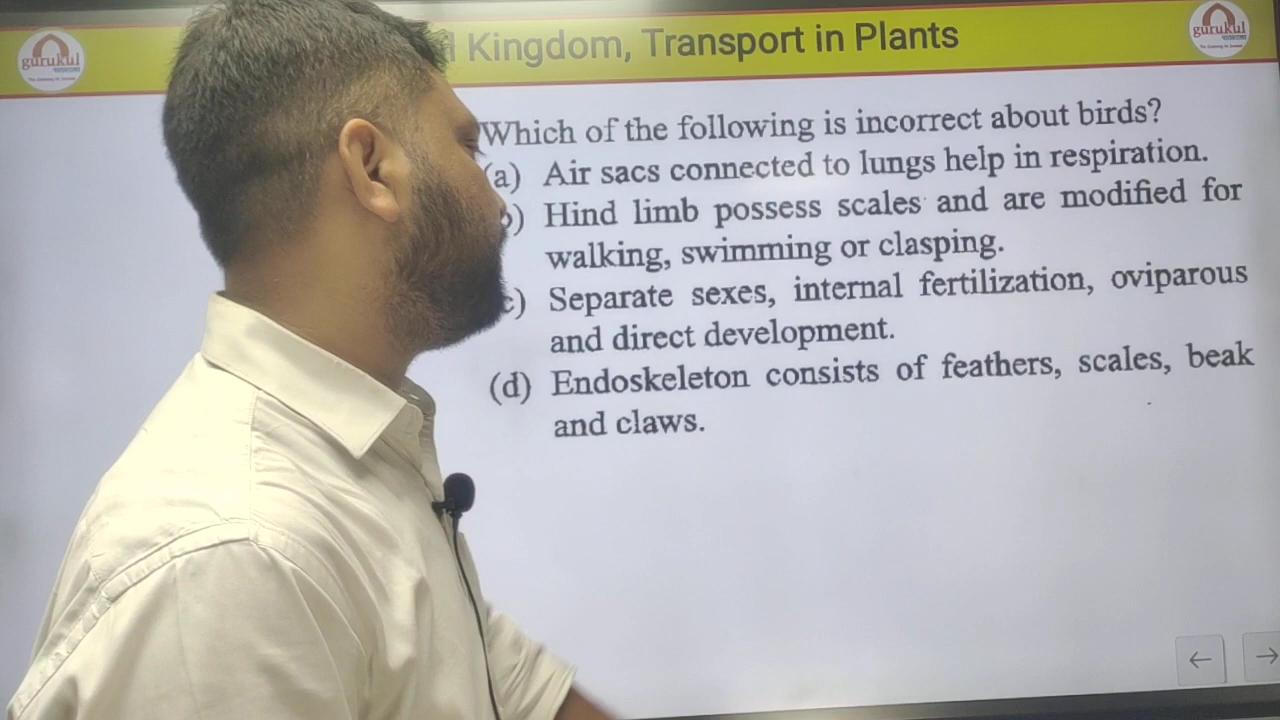 Kingdom, Transport in Plants
gurukul
gurukul
Which of the following is incorrect about birds?
(a) Air sacs connected to lungs help in respiration.
Hind limb possess scales and are modified for
walking, swimming or clasping.
Separate sexes, internal fertilization, oviparous
and direct development.
(d) Endoskeleton consists of feathers, scales, beak
and claws.